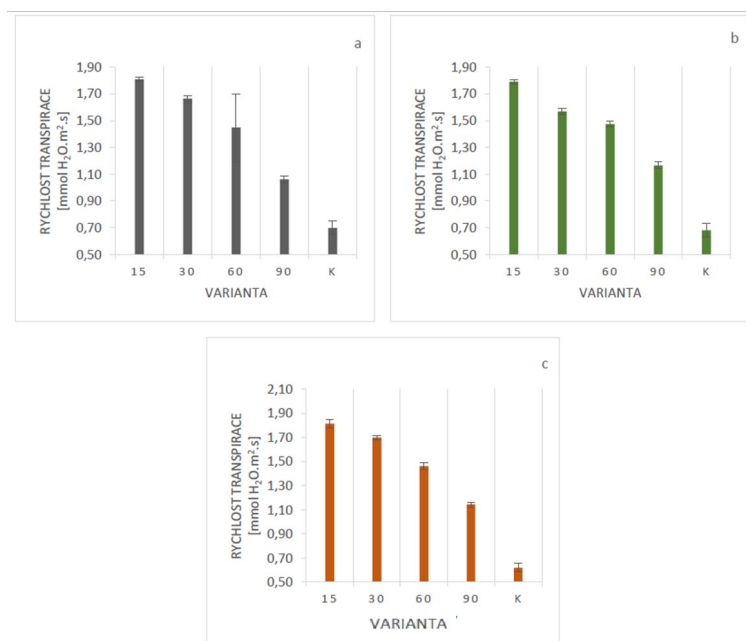 a
1,90
1,70
1,50
1,30
1,10
0,90
0,70
0,50
RYCHLOST TRANSPIRACE
[mmol H₂O.m².s]
15 30 60 90 K
VARIANTA
b
1,90
1,70
1,50
1,30
1,10
0,90
0,70
0,50
RYCHLOST TRANSPIRACE
[mmol H₂O.m².s]
15 30 60 90 K
VARIANTA
c
2,10
1,90
1,70
1,50
1,30
1,10
0,90
0,70
0,50
RYCHLOST TRANSPIRACE
[mmol H₂O.m².s]
15 30 60 90 K
VARIANTA